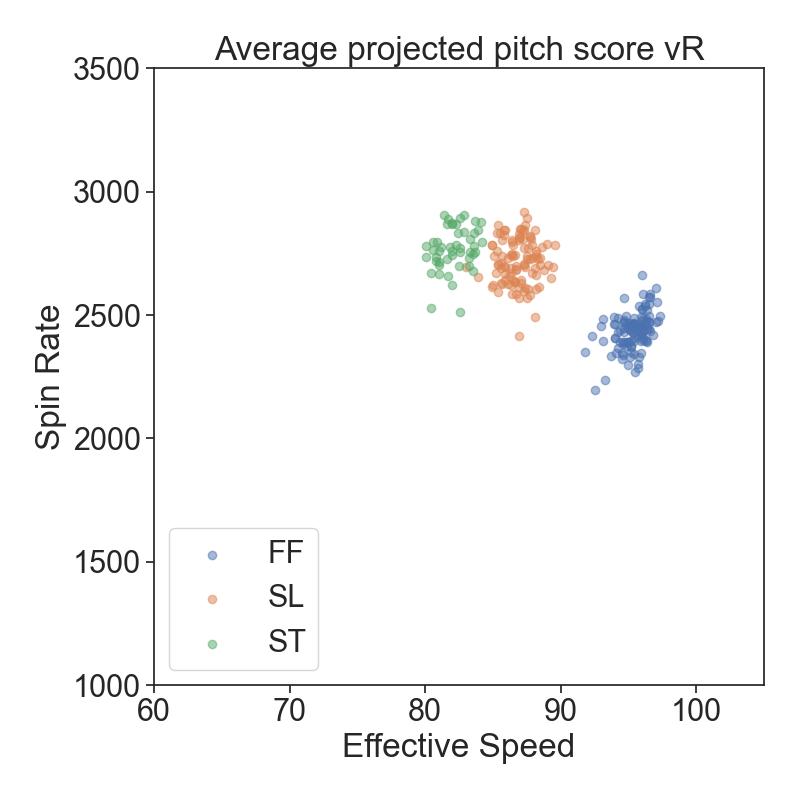 Average projected pitch score vR
3500
3000
2500
2000
1500
1000
Spin Rate
FF
SL
ST
60 70 80 90 100
Effective Speed